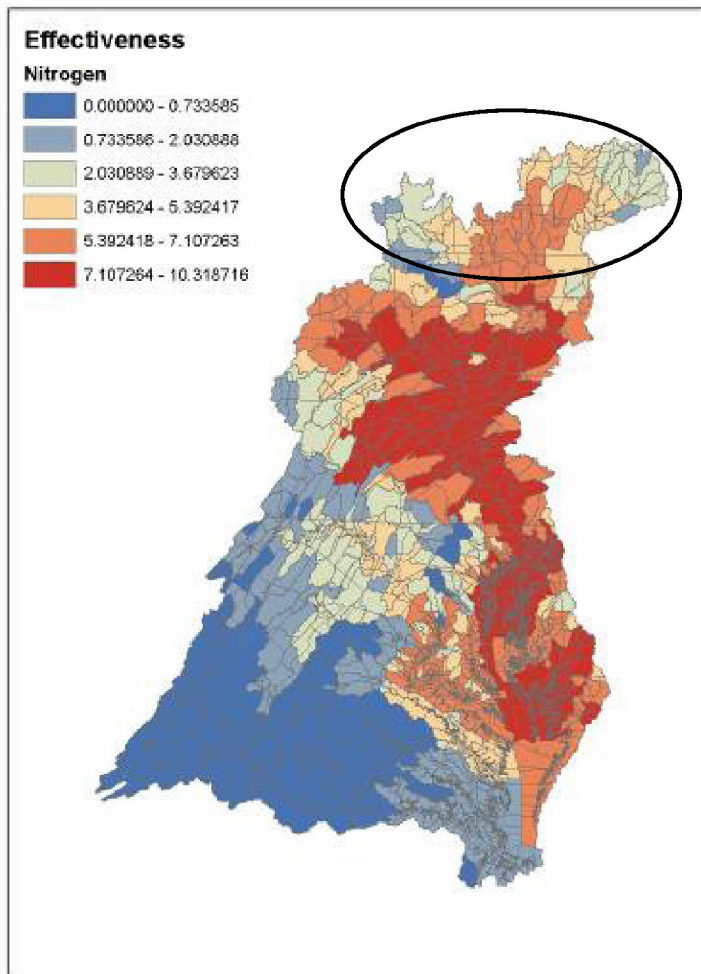 Effectiveness
Nitrogen
0.000000 - 0.733585
0.733586 - 2.030888
2.030889 - 3.679623
3.679624 - 5.392417
5.392418 - 7.107263
7.107264 - 10.318716